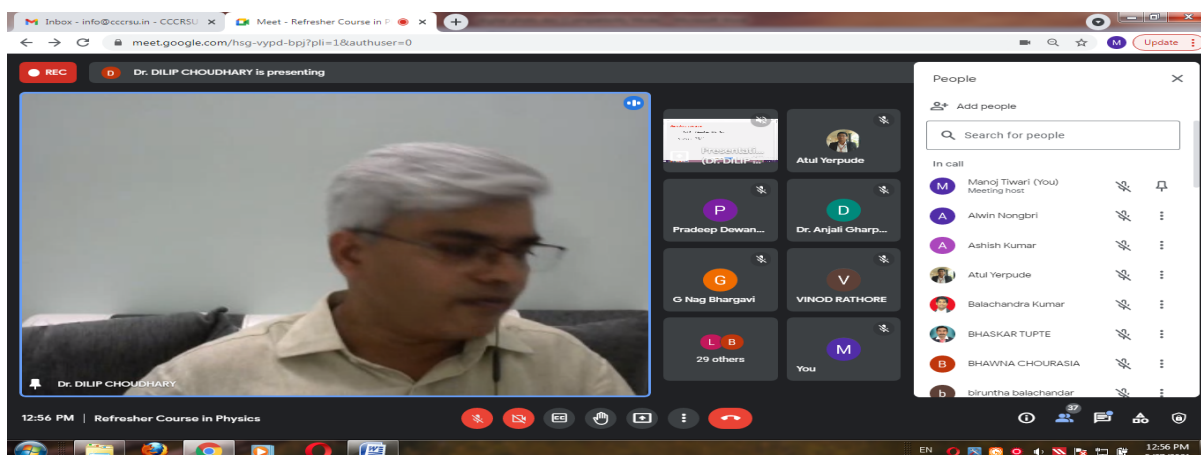 Inbox - info@cccrsu.in - CCCRSU
Meet - Refresher Course in P
meet.google.com/hsg-vypd-bpj?pli=1&authuser=0
M
Update
REC
D
Dr. DILIP CHOUDHARY is presenting
Dr. DILIP CHOUDHARY
Presentati...
(Dr. DILIP ...
Atul Yerpude
P
Pradeep Dewan...
D
Dr. Anjali Gharp...
G
G Nag Bhargavi
V
VINOD RATHORE
L B
29 others
M
You
People
Add people
Search for people
In call
M
Manoj Tiwari (You)
Meeting host
A
Alwin Nongbri
A
Ashish Kumar
Atul Yerpude
Balachandra Kumar
BHASKAR TUPTE
B
BHAWNA CHOURASIA
b
biruntha balachandar
12:56 PM | Refresher Course in Physics
CC
37
EN
12:56 PM